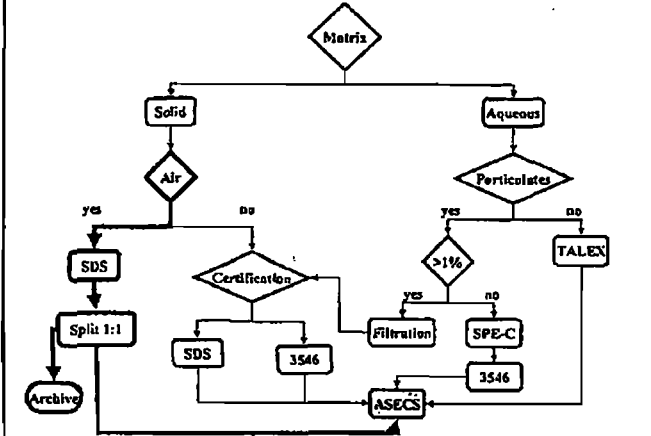 Matrix
Solid
Aqueous
Air
Particulates
yes
no
yes
no
SDS
Certification
>1%
TALEX
yes
no
Split 1:1
SDS
3546
Filtration
SPE-C
3546
Archive
ASECS